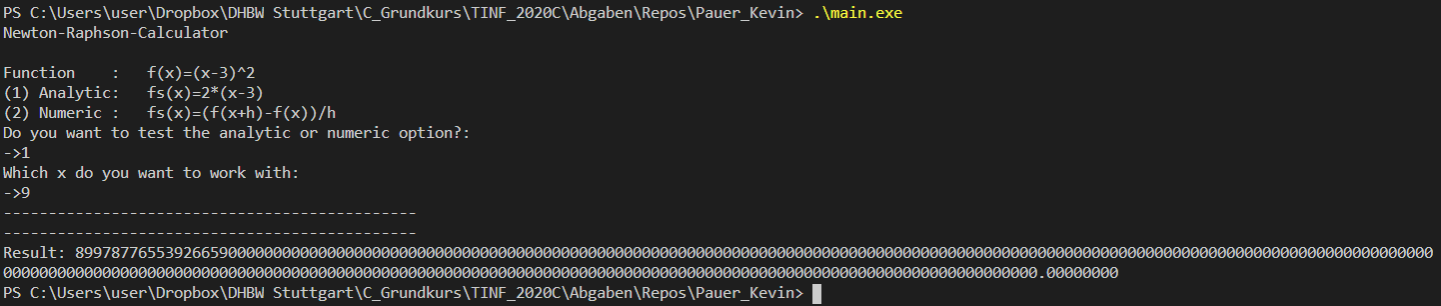 PS C:\Users\user\Dropbox\DHBW Stuttgart\C_Grundkurs\TINF_2020C\Abgaben\Repos\Pauer_Kevin> .\main.exe
Newton-Raphson-Calculator
Function    :   f(x)=(x-3)^2
(1) Analytic:   fs(x)=2*(x-3)
(2) Numeric :   fs(x)=(f(x+h)-f(x))/h
Do you want to test the analytic or numeric option?:
->1
Which x do you want to work with:
->9
----------------------------------------------
----------------------------------------------
Result: 8997877655392665900000000000000000000000000000000000000000000000000000000000000000000000000000000000000000000000000000000000000000000000000000000000000
0000000000000000000000000000000000000000000000000000000000000000000000000000000000000000000000000000000000000000000.00000000
PS C:\Users\user\Dropbox\DHBW Stuttgart\C_Grundkurs\TINF_2020C\Abgaben\Repos\Pauer_Kevin>